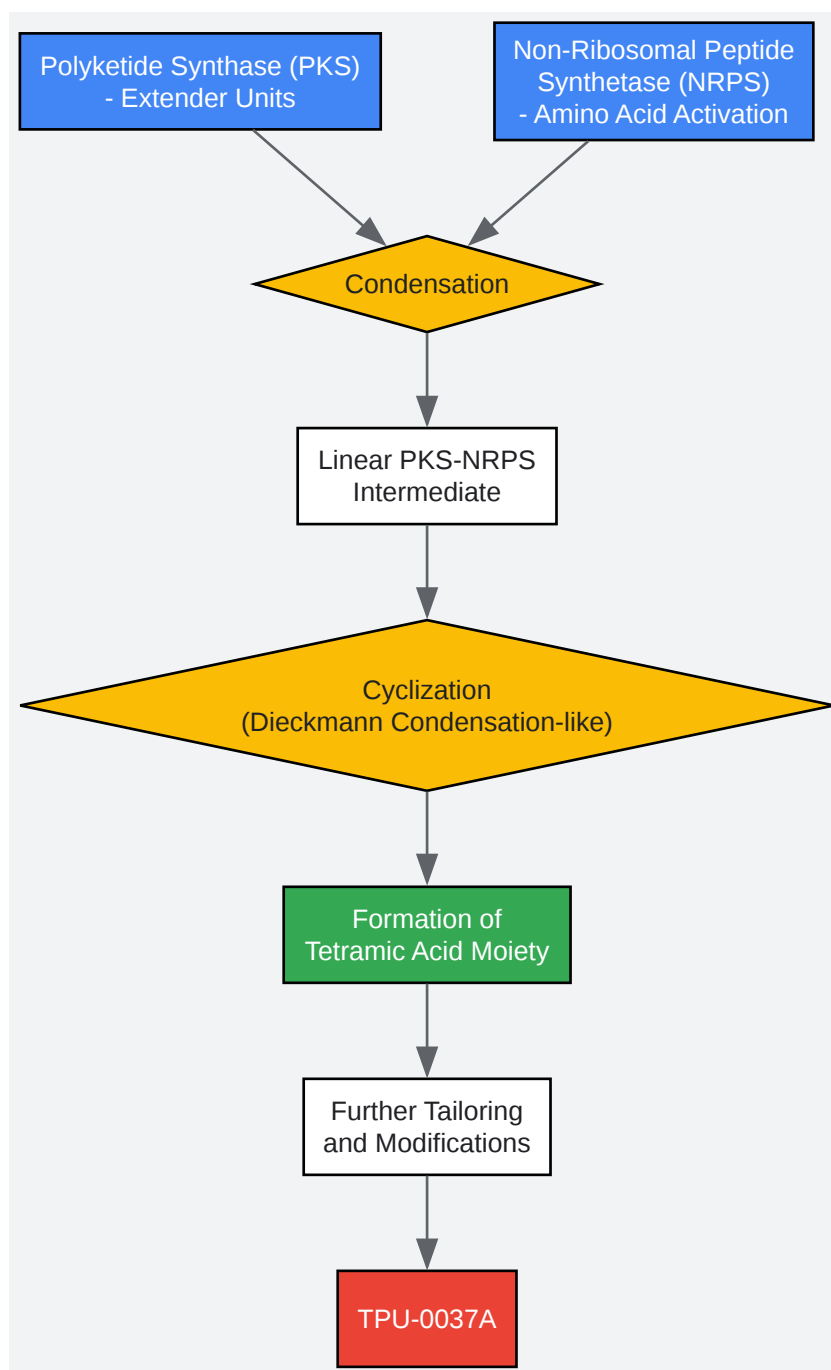 Polyketide Synthase (PKS)
- Extender Units
Non-Ribosomal Peptide
Synthetase (NRPS)
- Amino Acid Activation
Condensation
Linear PKS-NRPS
Intermediate
Cyclization
(Dieckmann Condensation-like)
Formation of
Tetramic Acid Moiety
Further Tailoring
and Modifications
TPU-0037A